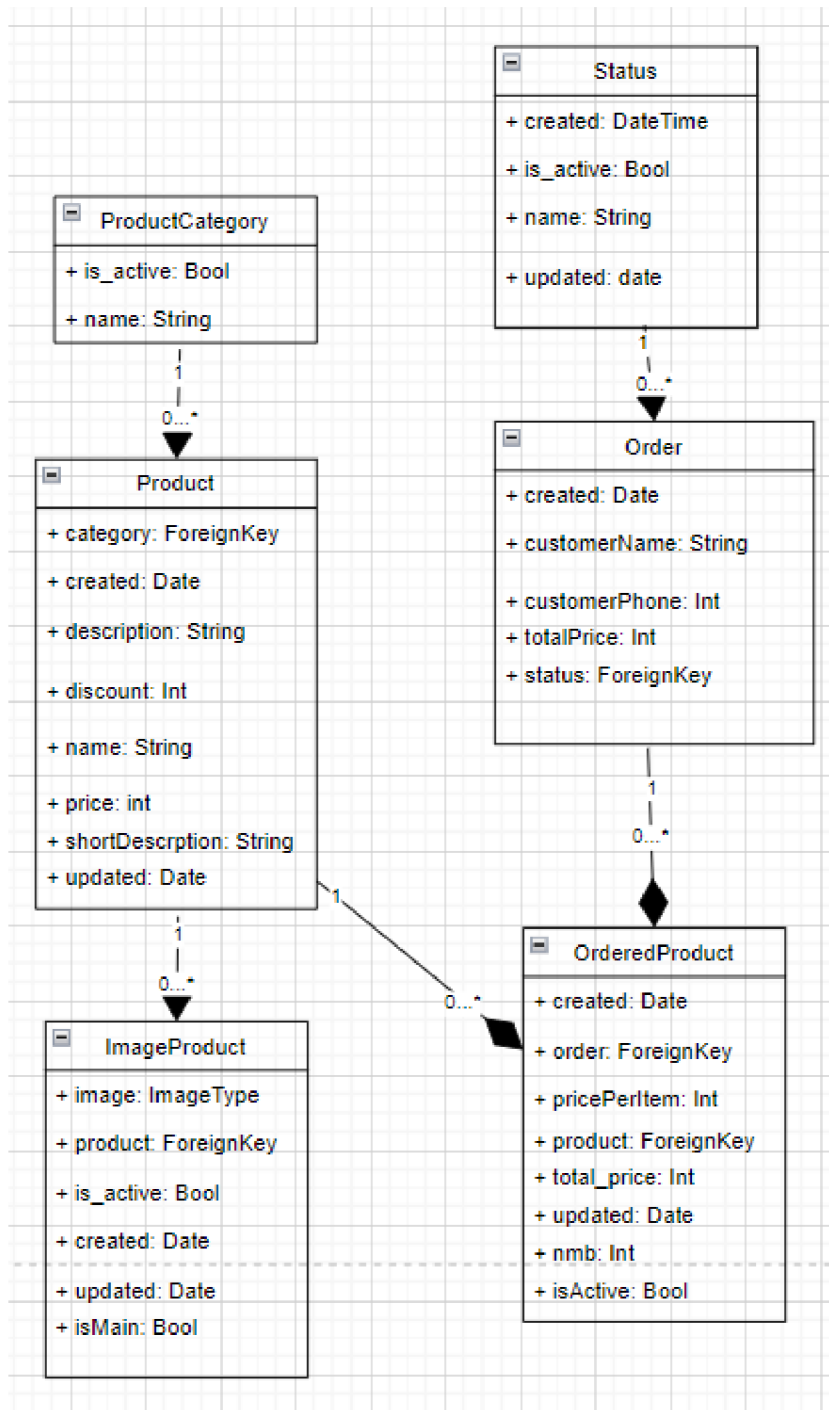 Status
+ created: DateTime
+ is_active: Bool
+ name: String
+ updated: date
ProductCategory
+ is_active: Bool
+ name: String
1
0...*
1
0...*
Product
+ category: ForeignKey
+ created: Date
+ description: String
+ discount: Int
+ name: String
+ price: int
+ shortDescrption: String
+ updated: Date
Order
+ created: Date
+ customerName: String
+ customerPhone: Int
+ totalPrice: Int
+ status: ForeignKey
1
0...*
1
0...*
1
0...*
ImageProduct
+ image: ImageType
+ product: ForeignKey
+ is_active: Bool
+ created: Date
+ updated: Date
+ isMain: Bool
OrderedProduct
+ created: Date
+ order: ForeignKey
+ pricePerItem: Int
+ product: ForeignKey
+ total_price: Int
+ updated: Date
+ nmb: Int
+ isActive: Bool